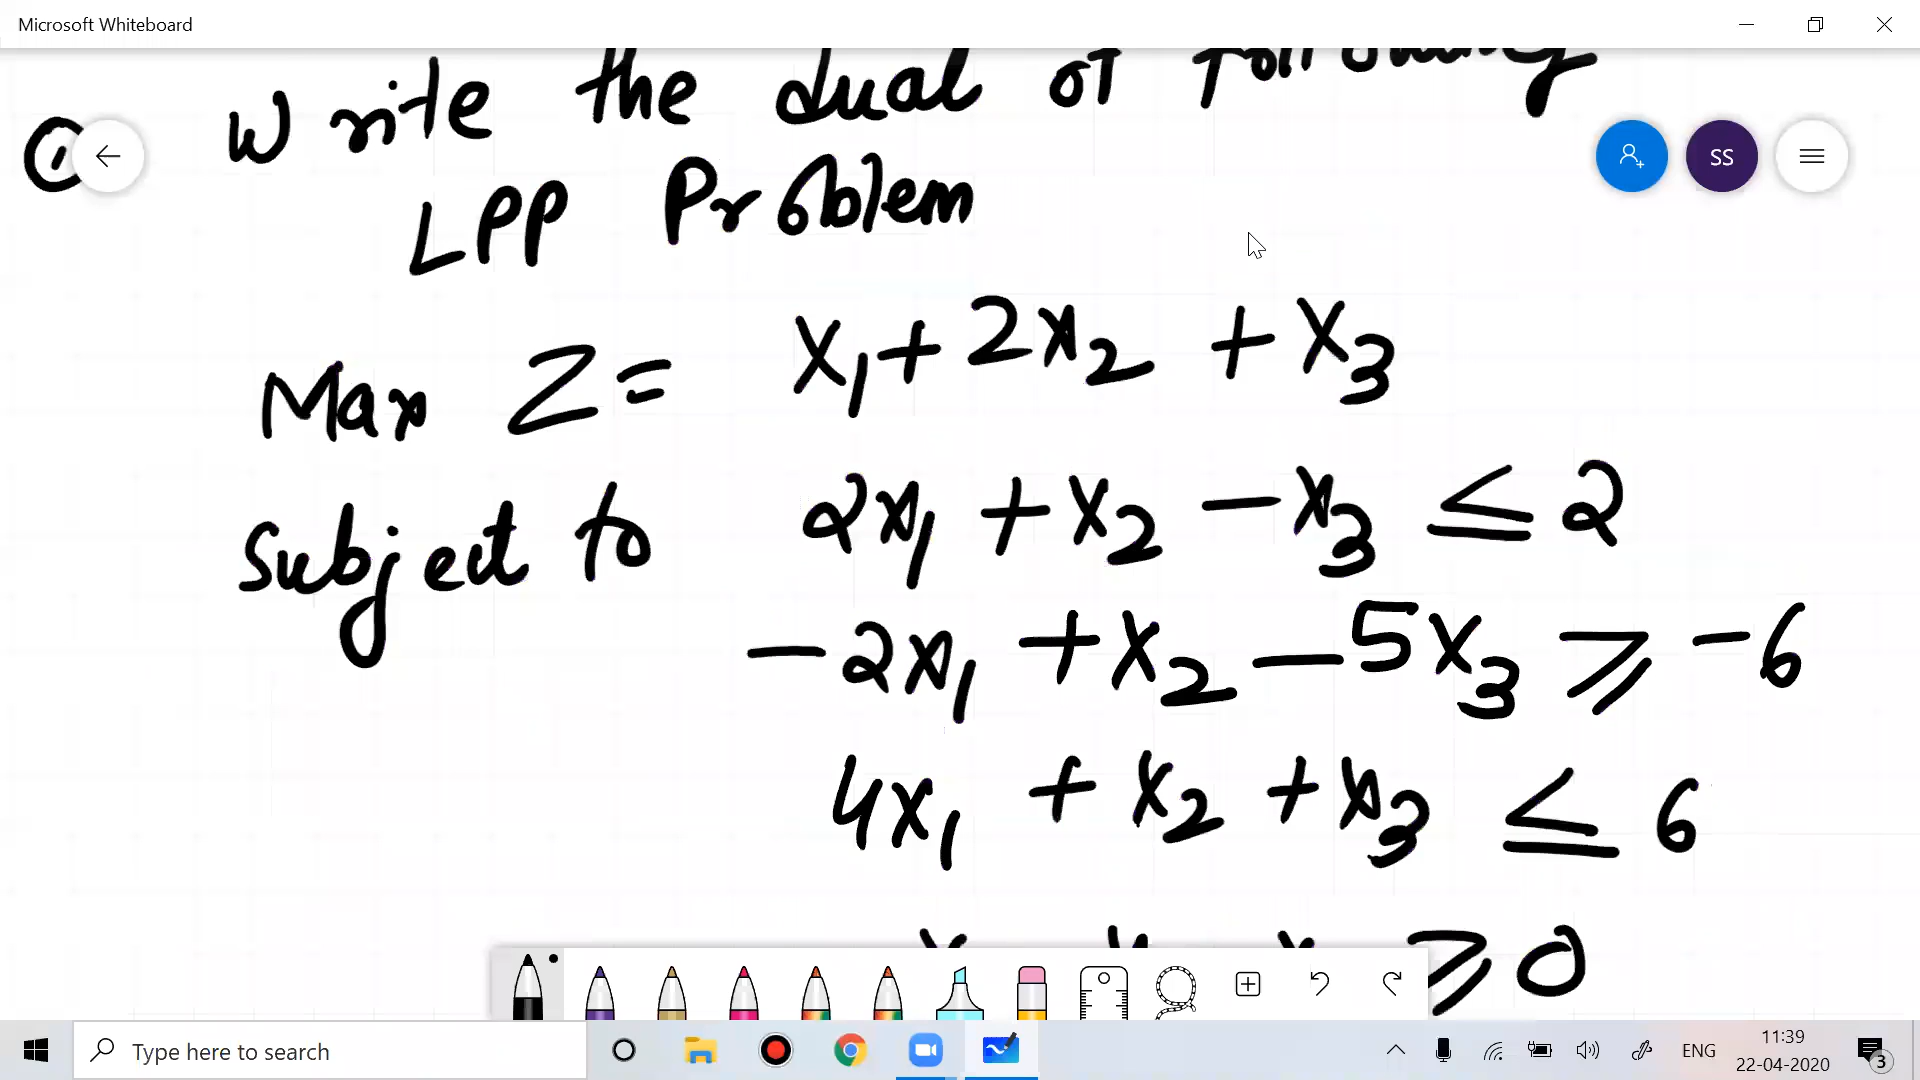 Microsoft Whiteboard
① Write the dual of following
LPP Problem
SS
Max Z = x₁ + 2x₂ + x₃
Subject to 2x₁ + x₂ - x₃ ≤ 2
-2x₁ + x₂ - 5x₃ ⩾ -6
4x₁ + x₂ + x₃ ≤ 6
⩾ 0
Type here to search
ENG
11:39
22-04-2020
3